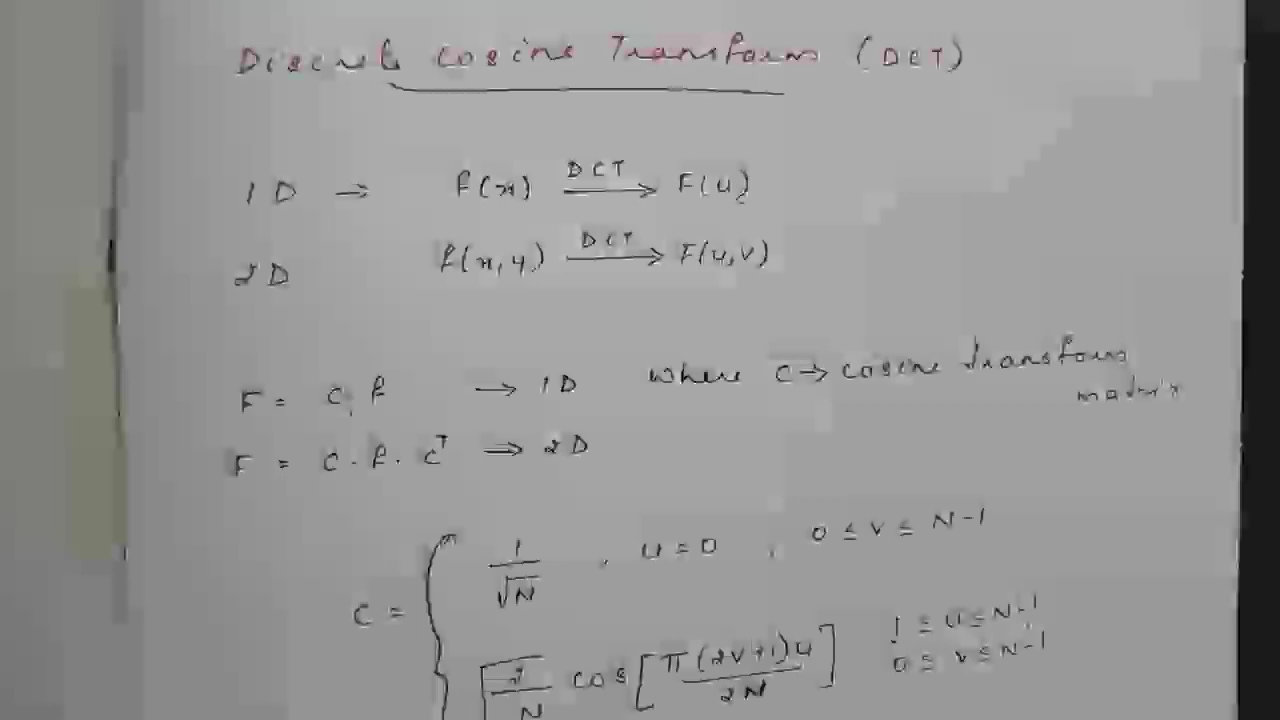 Discrete Cosine Transform (DCT)
1D → f(x) DCT→ F(u)
2D f(x,y) DCT→ F(u,v)
F = C.f → 1D where C → cosine transform matrix
F = C.f.Cᵀ ⇒ 2D
C = { 1/√N , u=0 , 0 ≤ v ≤ N-1
√(2/N) cos[π(2v+1)u/2N] 1 ≤ u ≤ N-1
0 ≤ v ≤ N-1